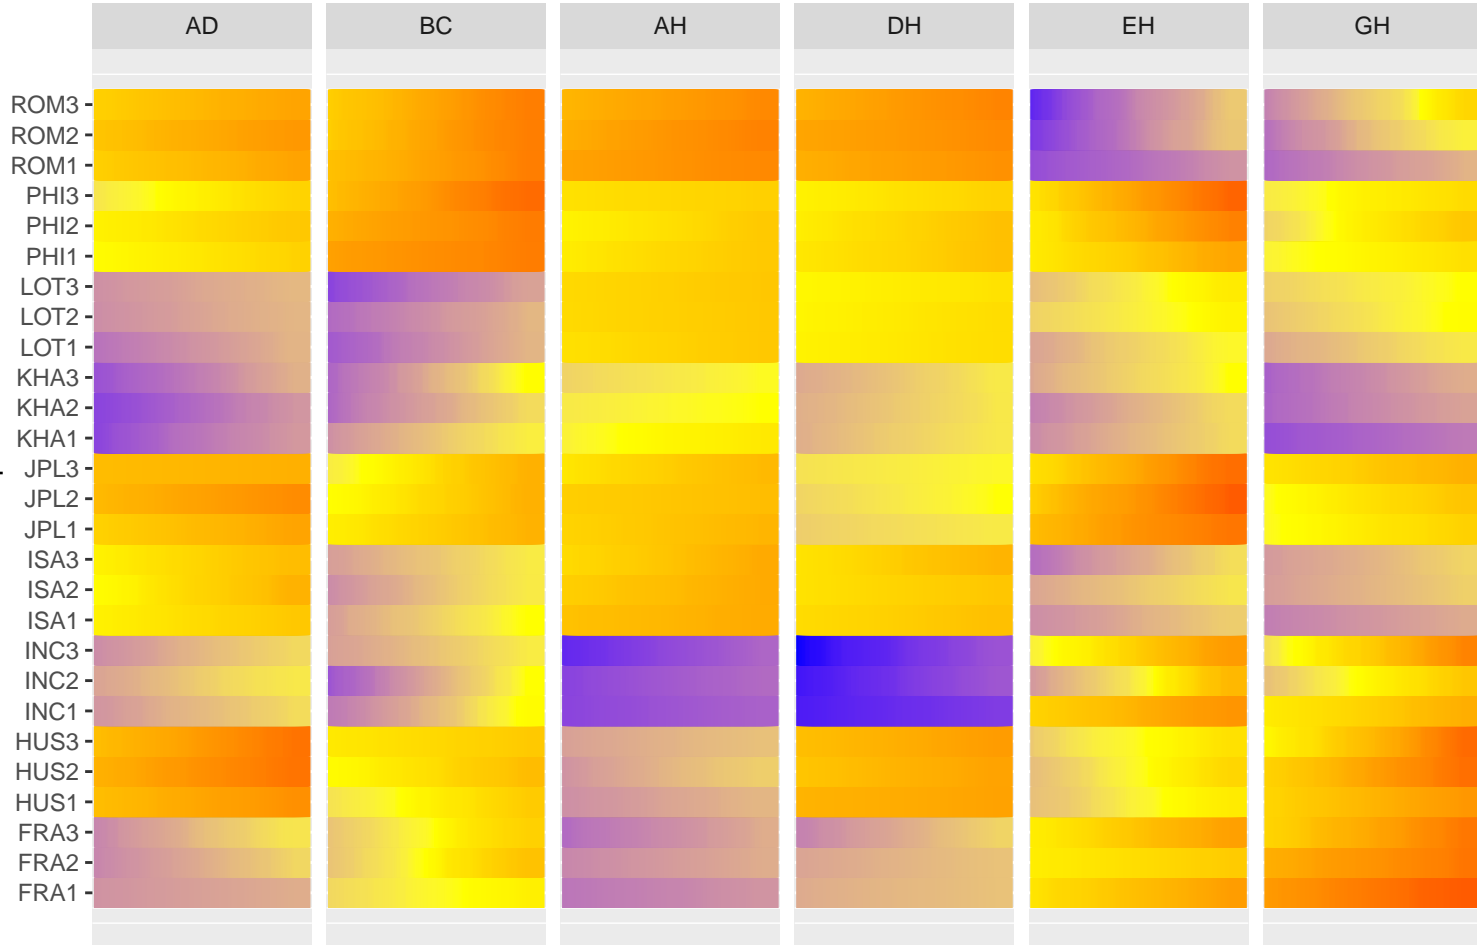 AD BC AH DH EH GH
ROM3
ROM2
ROM1
PHI3
PHI2
PHI1
LOT3
LOT2
LOT1
KHA3
KHA2
KHA1
JPL3
JPL2
JPL1
ISA3
ISA2
ISA1
INC3
INC2
INC1
HUS3
HUS2
HUS1
FRA3
FRA2
FRA1